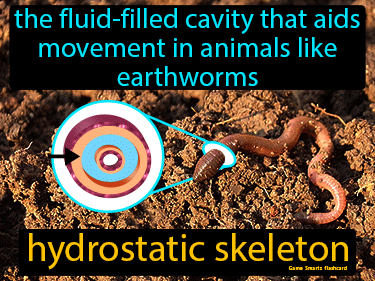 the fluid-filled cavity that aids
movement in animals like
earthworms
hydrostatic skeleton
Game Smartz flashcard